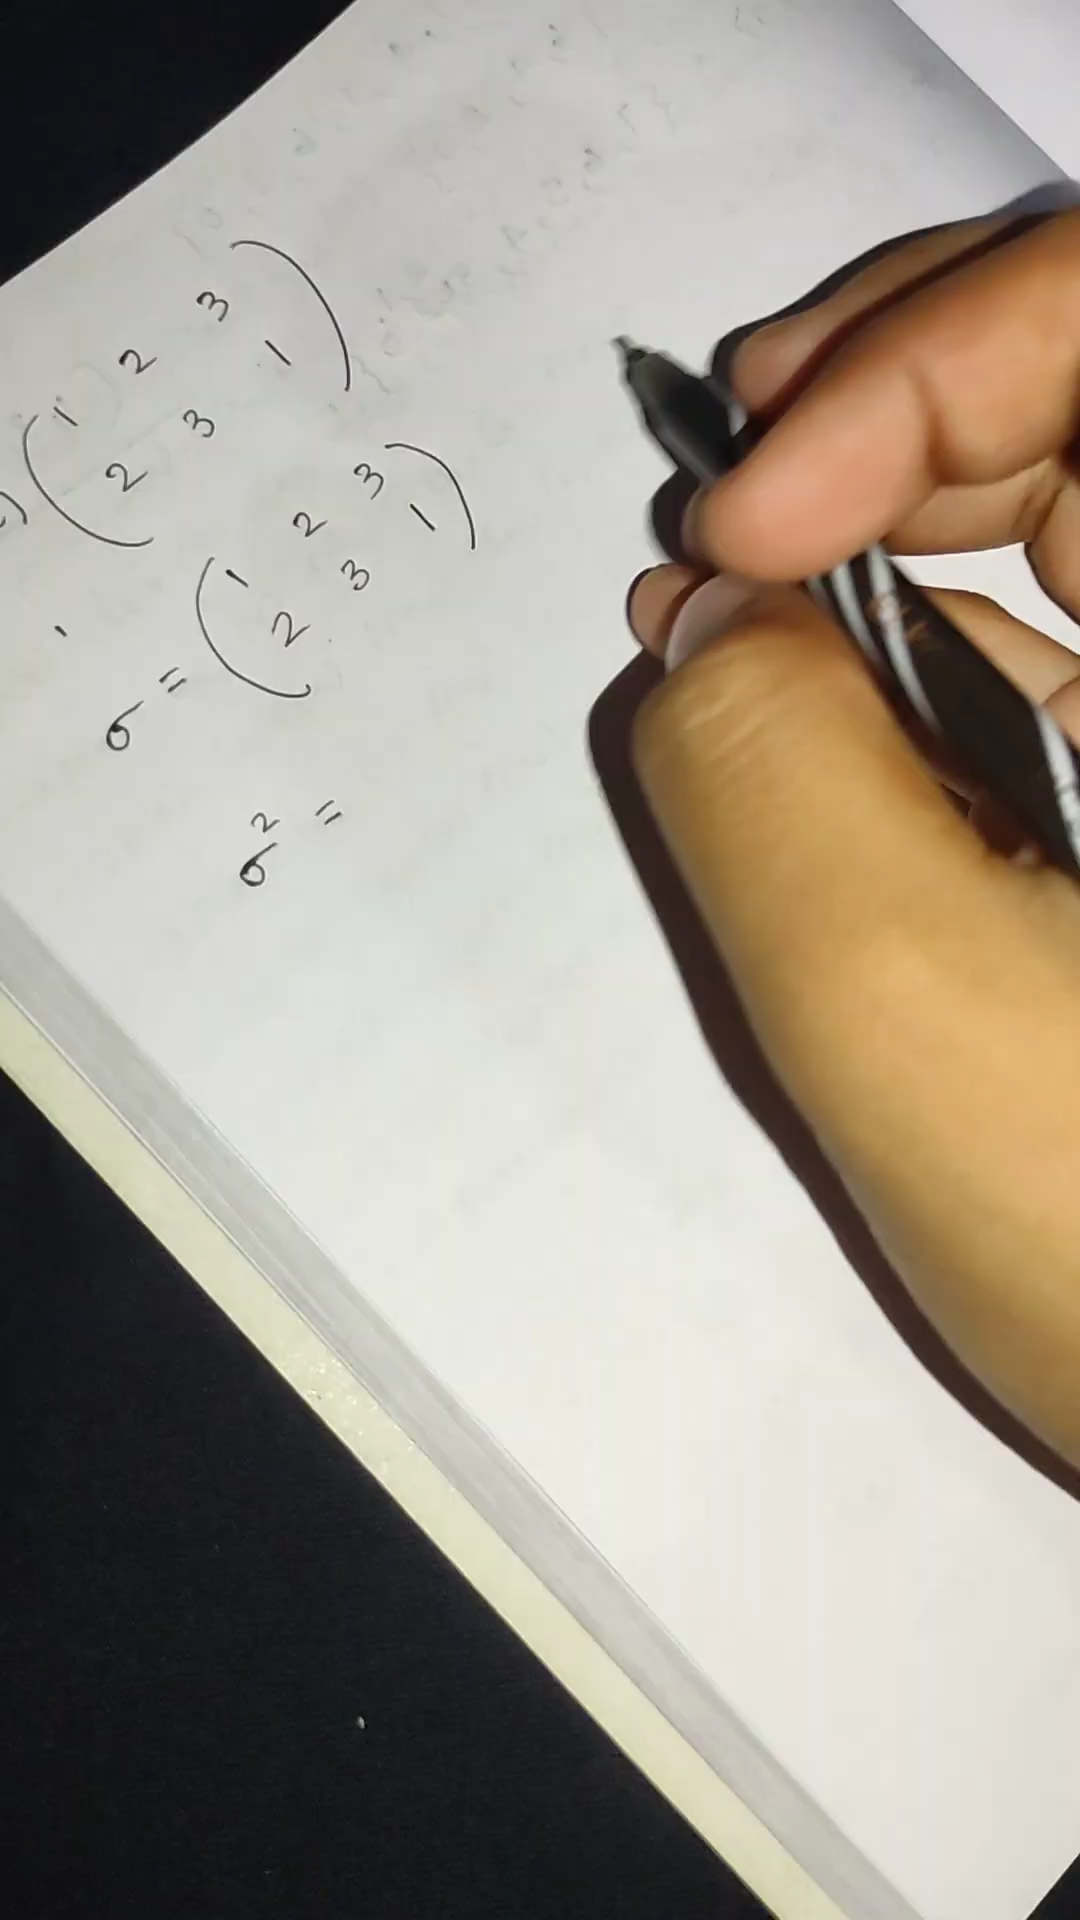 ) ( 1 2 3 )
2 3 1
σ = ( 1 2 3 )
2 3 1
σ² =